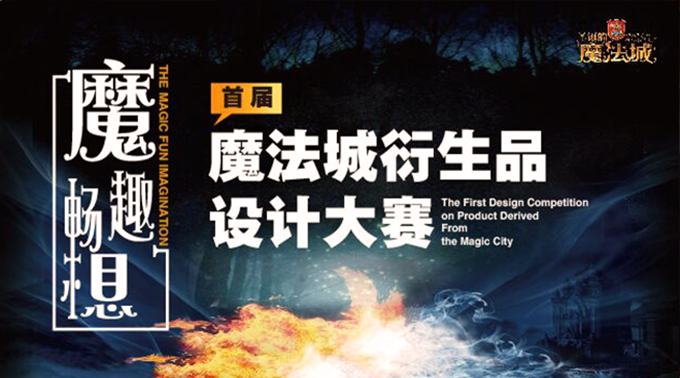 魔趣畅想
THE MAGIC FUN IMAGINATION
首届
魔法城衍生品
设计大赛
The First Design Competition
on Product Derived
From
the Magic City
魔法城